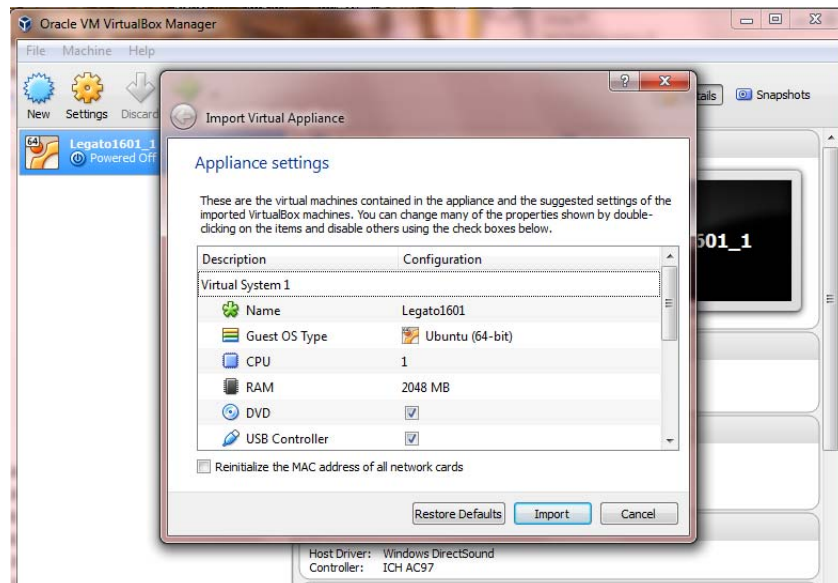 Oracle VM VirtualBox Manager
File Machine Help
New Settings Discard
Snapshots
64 Legato1601_1
Powered Off
Import Virtual Appliance
Appliance settings
These are the virtual machines contained in the appliance and the suggested settings of the
imported VirtualBox machines. You can change many of the properties shown by double-
clicking on the items and disable others using the check boxes below.
Description Configuration
Virtual System 1
Name Legato1601
Guest OS Type Ubuntu (64-bit)
CPU 1
RAM 2048 MB
DVD
USB Controller
Reinitialize the MAC address of all network cards
Restore Defaults Import Cancel
Host Driver: Windows DirectSound
Controller: ICH AC97